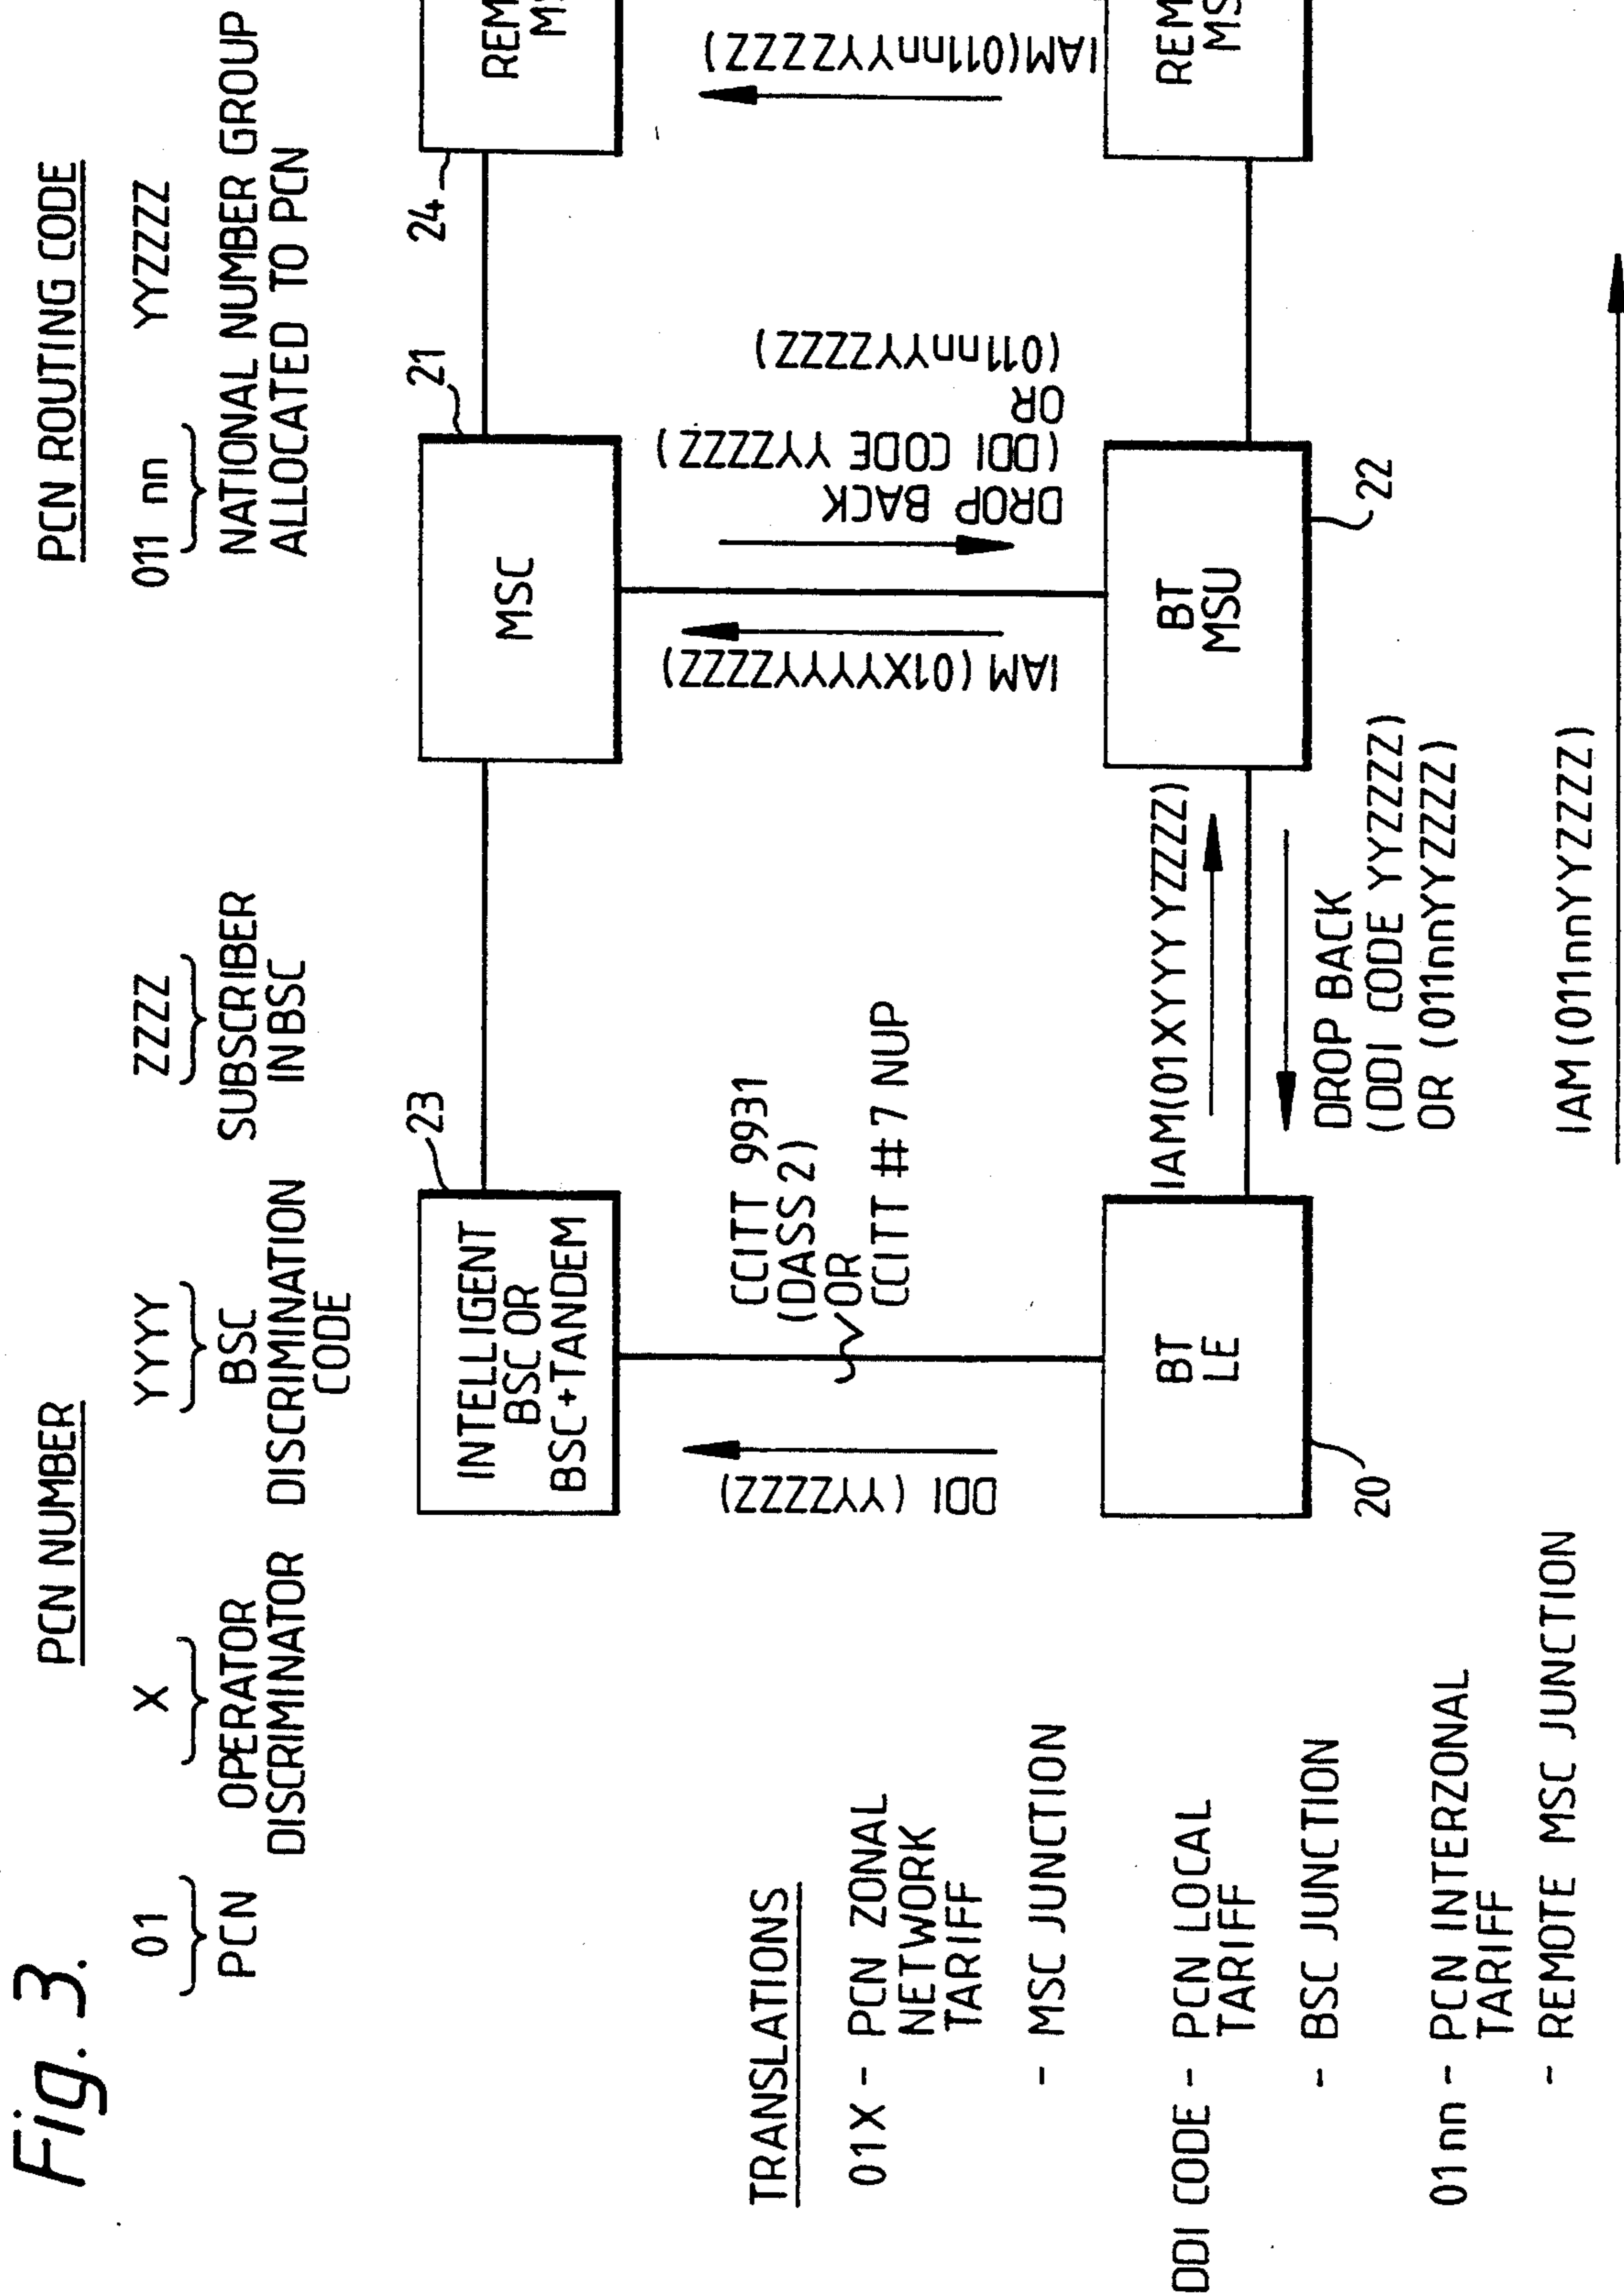 Fig. 3.
PCN NUMBER
PCN ROUTING CODE
01
X
YYYY
ZZZZ
011 nn
YYZZZZ
PCN
OPERATOR
DISCRIMINATOR
BSC
DISCRIMINATION
CODE
SUBSCRIBER
IN BSC
NATIONAL NUMBER GROUP
ALLOCATED TO PCN
23
21
24
INTELLIGENT
BSC OR
BSC+TANDEM
MSC
TRANSLATIONS
01X - PCN ZONAL
NETWORK
TARIFF
- MSC JUNCTION
DDI CODE - PCN LOCAL
TARIFF
- BSC JUNCTION
01nn - PCN INTERZONAL
TARIFF
- REMOTE MSC JUNCTION
DDI (YYZZZZ)
CCITT 9931
(DASS 2)
OR
CCITT #7 NUP
IAM (01XYYYYZZZZ)
DROP BACK
(DDI CODE YYZZZZ)
OR
(011nnYYZZZZ)
IAM(011nnYYZZZZ)
BT
LE
IAM(01XYYYYZZZZ)
BT
MSU
20
DROP BACK
(DDI CODE YYZZZZ)
OR (011nnYYZZZZ)
22
IAM(011nnYYZZZZ)